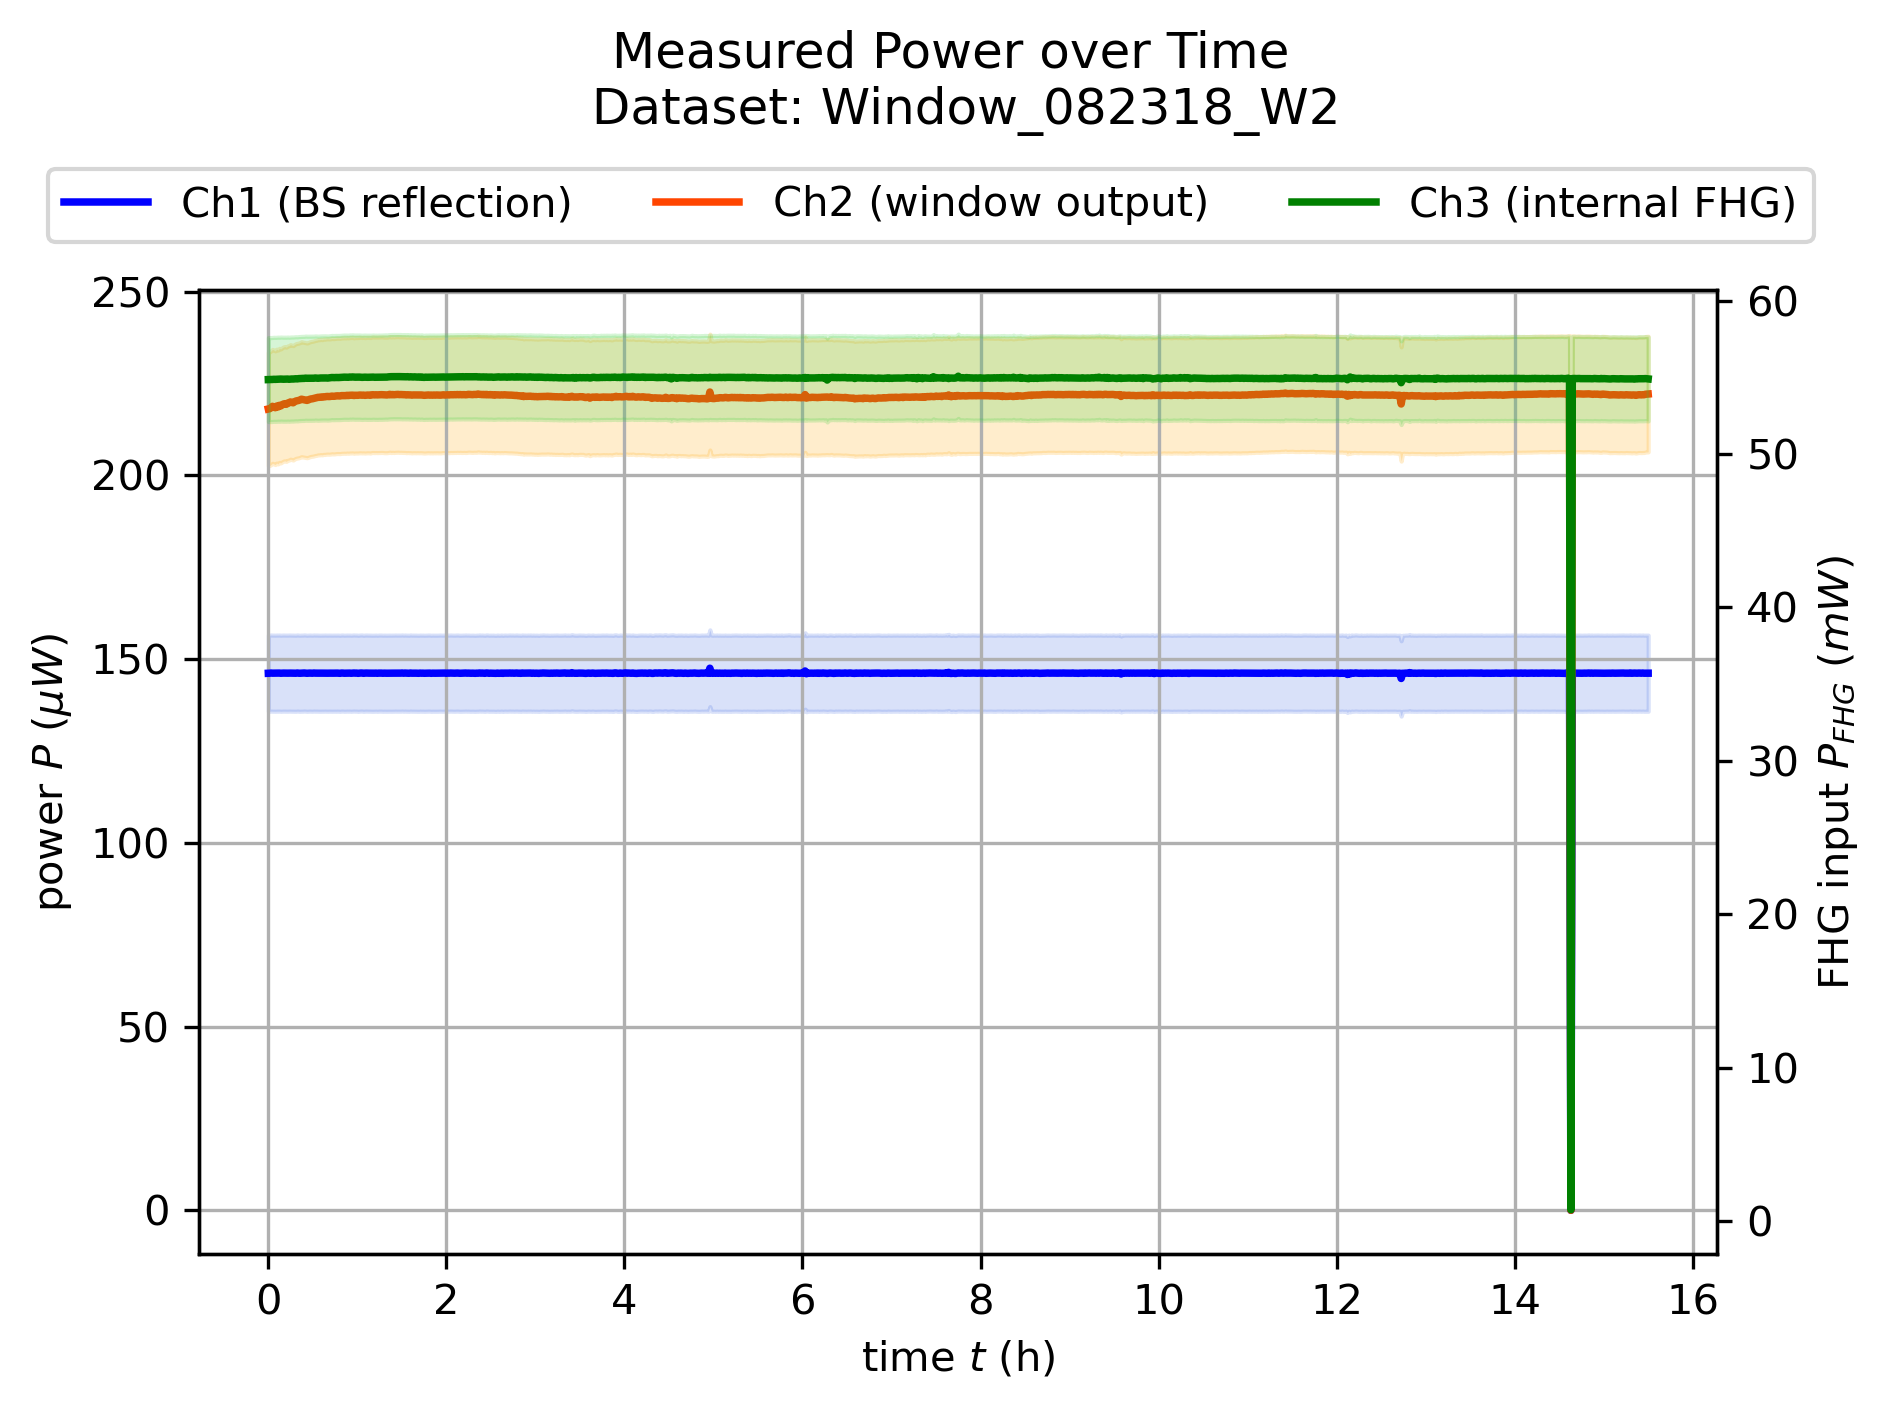 Measured Power over Time
Dataset: Window_082318_W2
Ch1 (BS reflection) Ch2 (window output) Ch3 (internal FHG)
250
200
150
100
50
0
power P (μW)
60
50
40
30
20
10
0
FHG input P_FHG (mW)
0 2 4 6 8 10 12 14 16
time t (h)